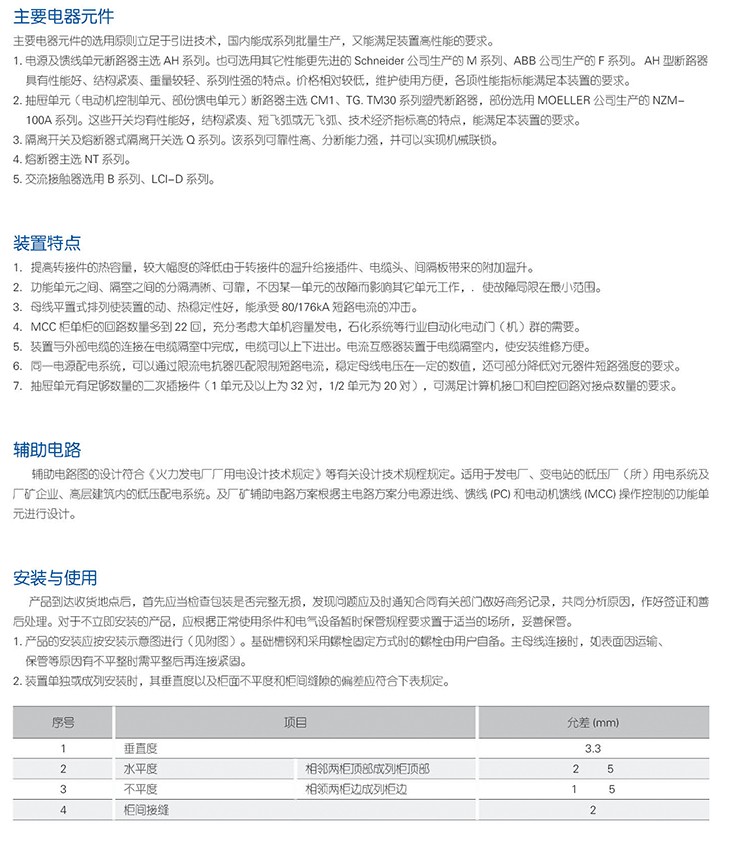 主要电器元件
主要电器元件的选用原则立足于引进技术，国内能成系列批量生产，又能满足装置高性能的要求。
1. 电源及馈线单元断路器主选 AH 系列。也可选用其它性能更先进的 Schneider 公司生产的 M 系列、ABB 公司生产的 F 系列。 AH 型断路器
具有性能好、结构紧凑、重量较轻、系列性强的特点。价格相对较低，维护使用方便，各项性能指标能满足本装置的要求。
2. 抽屉单元（电动机控制单元、部份馈电单元）断路器主选 CM1、TG. TM30 系列塑壳断路器，部份选用 MOELLER 公司生产的 NZM-
100A 系列。这些开关均有性能好，结构紧凑、短飞弧或无飞弧、技术经济指标高的特点，能满足本装置的要求。
3. 隔离开关及熔断器式隔离开关选 Q 系列。该系列可靠性高、分断能力强，并可以实现机械联锁。
4. 熔断器主选 NT 系列。
5. 交流接触器选用 B 系列、LCI-D 系列。
装置特点
1. 提高转接件的热容量，较大幅度的降低由于转接件的温升给接插件、电缆头、间隔板带来的附加温升。
2. 功能单元之间、隔室之间的分隔清晰、可靠，不因某一单元的故障而影响其它单元工作，. 使故障局限在最小范围。
3. 母线平置式排列使装置的动、热稳定性好，能承受 80/176kA 短路电流的冲击。
4. MCC 柜单柜的回路数量多到 22 回，充分考虑大单机容量发电，石化系统等行业自动化电动门（机）群的需要。
5. 装置与外部电缆的连接在电缆隔室中完成，电缆可以上下进出。电流互感器装置于电缆隔室内，使安装维修方便。
6. 同一电源配电系统，可以通过限流电抗器匹配限制短路电流，稳定母线电压在一定的数值，还可部分降低对元器件短路强度的要求。
7. 抽屉单元有足够数量的二次插接件（1 单元及以上为 32 对，1/2 单元为 20 对），可满足计算机接口和自控回路对接点数量的要求。
辅助电路
辅助电路图的设计符合《火力发电厂厂用电设计技术规定》等有关设计技术规程规定。适用于发电厂、变电站的低压厂（所）用电系统及
厂矿企业、高层建筑内的低压配电系统。及厂矿辅助电路方案根据主电路方案分电源进线、馈线 (PC) 和电动机馈线 (MCC) 操作控制的功能单
元进行设计。
安装与使用
产品到达收货地点后，首先应当检查包装是否完整无损，发现问题应及时通知合同有关部门做好商务记录，共同分析原因，作好签证和善
后处理。对于不立即安装的产品，应根据正常使用条件和电气设备暂时保管规程要求置于适当的场所，妥善保管。
1. 产品的安装应按安装示意图进行（见附图）。基础槽钢和采用螺栓固定方式时的螺栓由用户自备。主母线连接时，如表面因运输、
保管等原因有不平整时需平整后再连接紧固。
2. 装置单独或成列安装时，其垂直度以及柜面不平度和柜间缝隙的偏差应符合下表规定。
序号 项目 允差 (mm)
1 垂直度 3.3
2 水平度 相邻两柜顶部成列柜顶部 2 5
3 不平度 相领两柜边成列柜边 1 5
4 柜间接缝 2